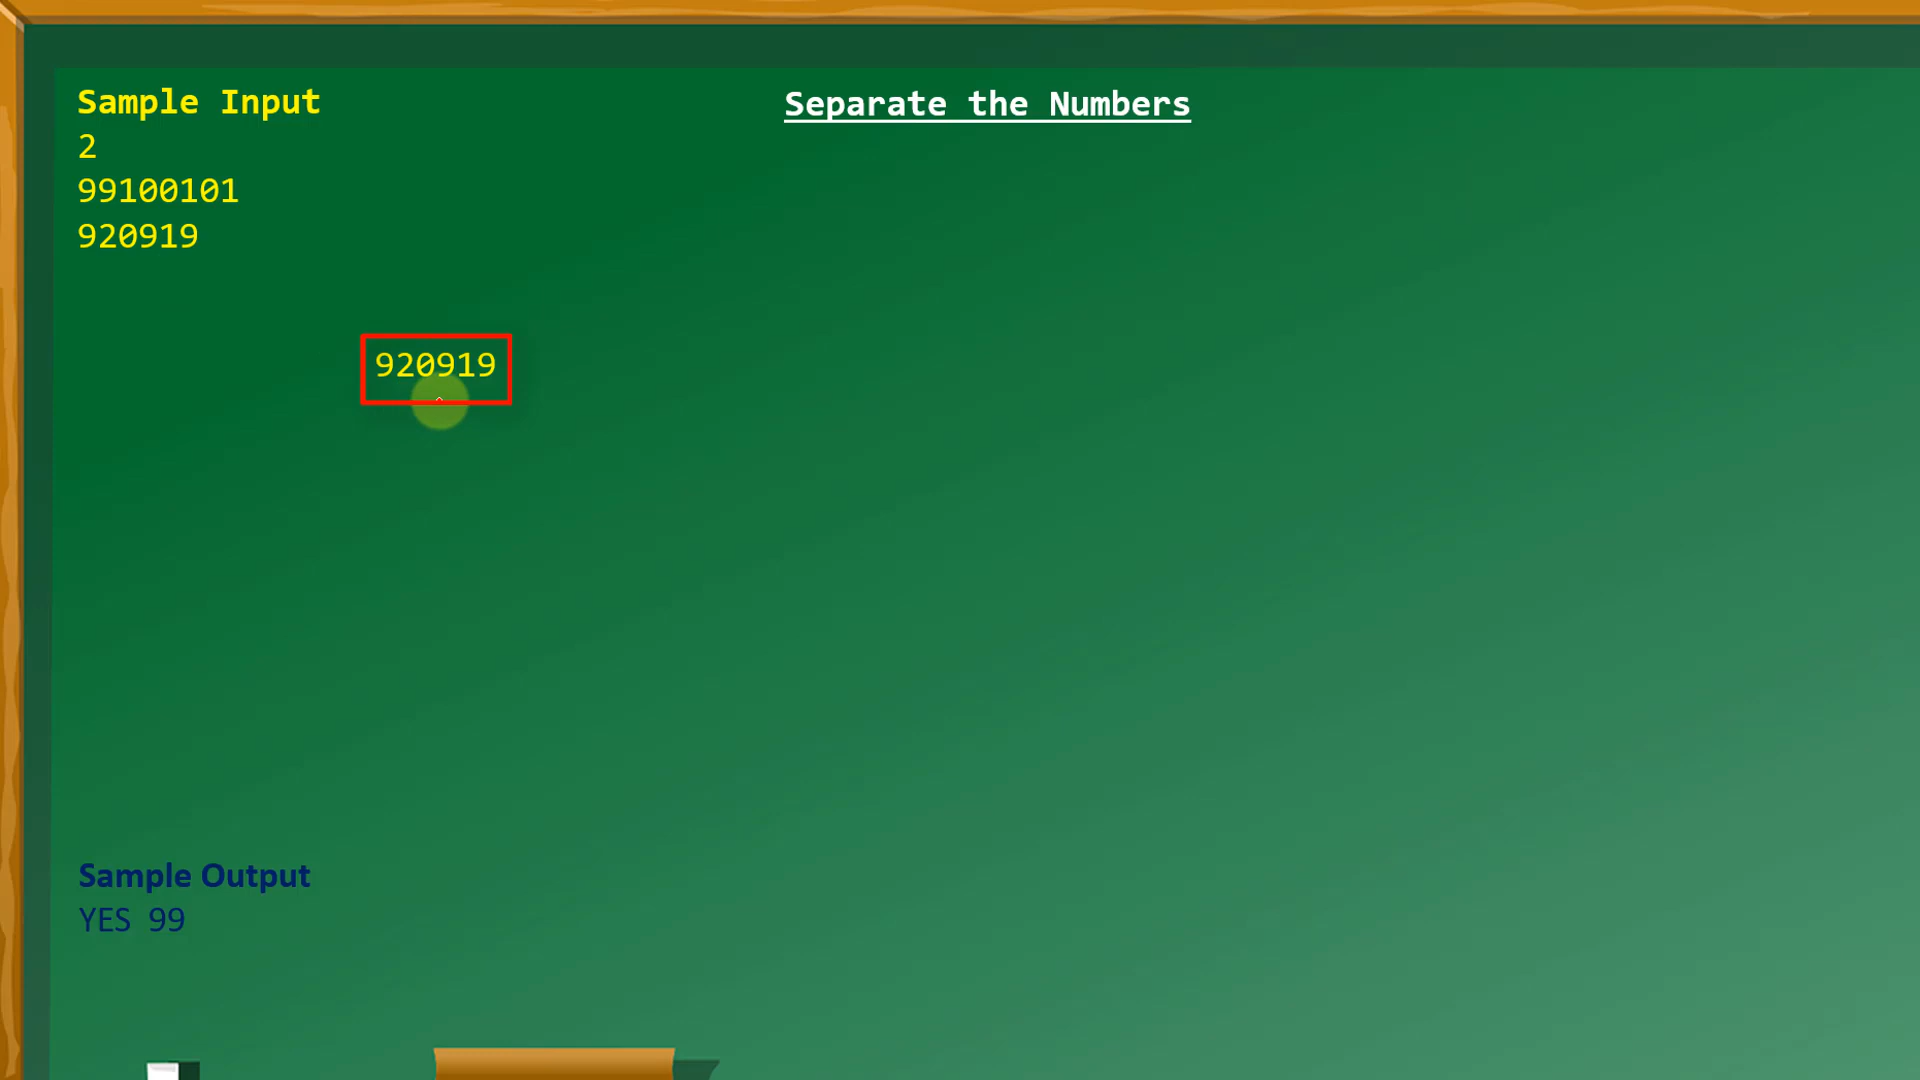 Sample Input
Separate the Numbers
2
99100101
920919
920919
Sample Output
YES 99